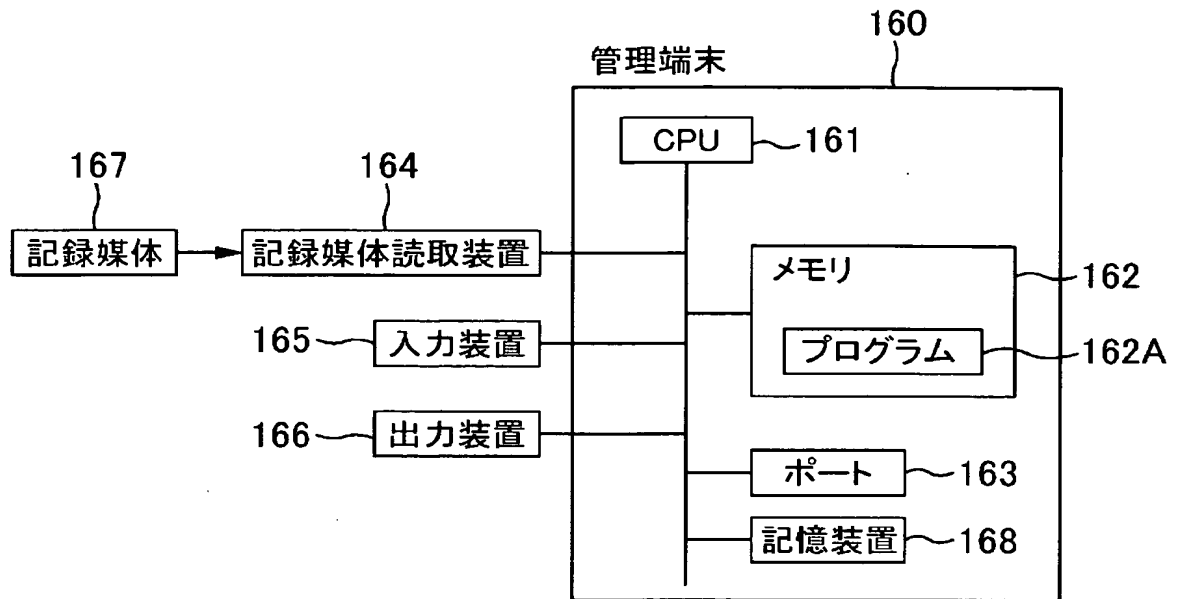 160
管理端末
CPU
161
167
164
記録媒体
記録媒体読取装置
メモリ
162
165
入力装置
プログラム
162A
166
出力装置
ポート
163
記憶装置
168